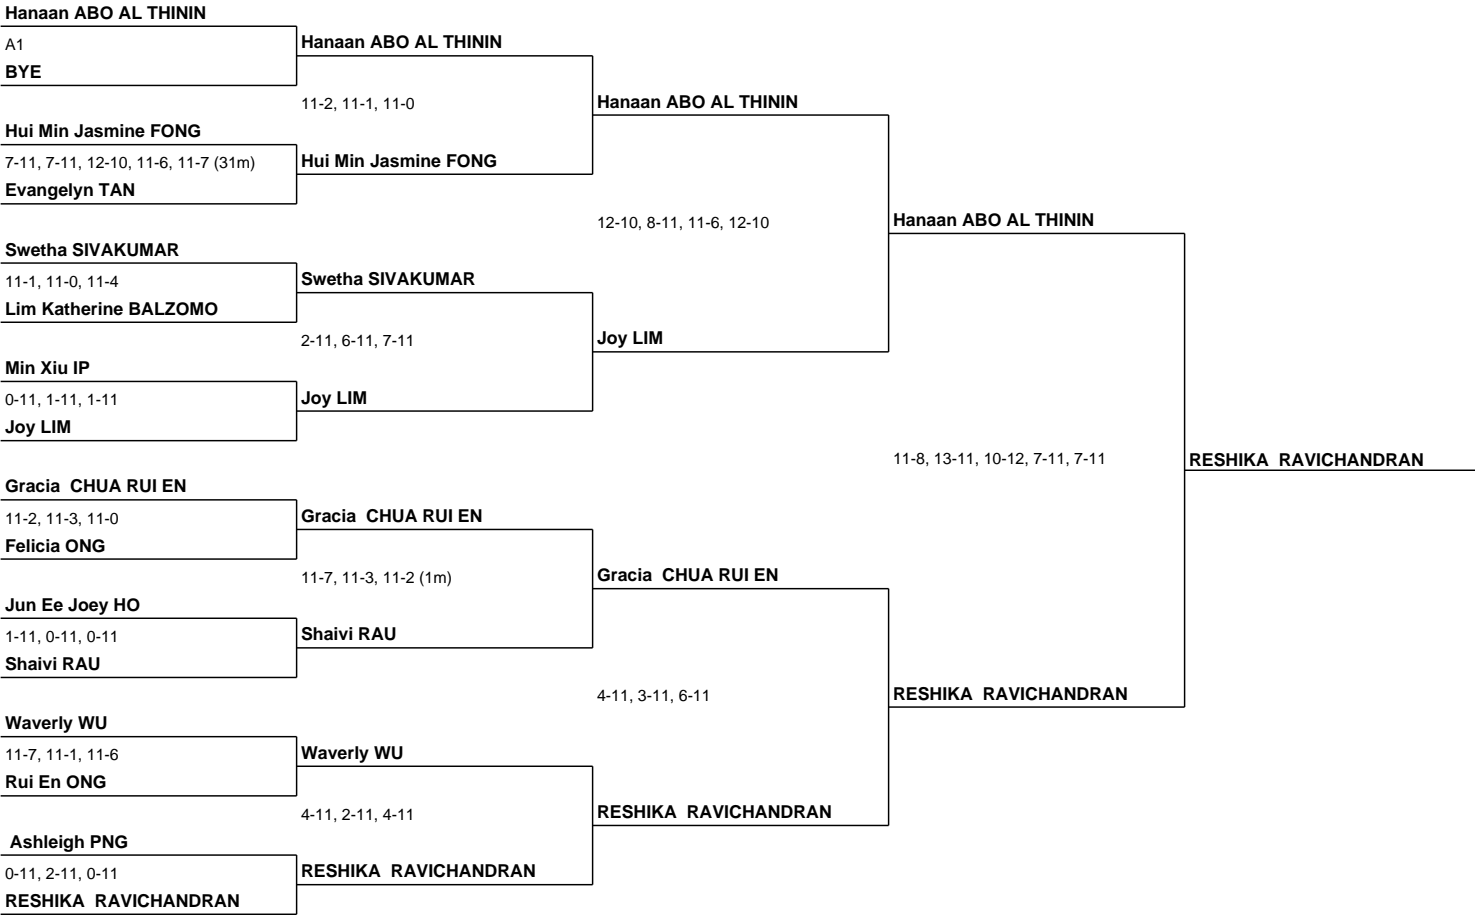 Hanaan ABO AL THININ
A1
BYE
Hui Min Jasmine FONG
7-11, 7-11, 12-10, 11-6, 11-7 (31m)
Evangelyn TAN
Swetha SIVAKUMAR
11-1, 11-0, 11-4
Lim Katherine BALZOMO
Min Xiu IP
0-11, 1-11, 1-11
Joy LIM
Gracia CHUA RUI EN
11-2, 11-3, 11-0
Felicia ONG
Jun Ee Joey HO
1-11, 0-11, 0-11
Shaivi RAU
Waverly WU
11-7, 11-1, 11-6
Rui En ONG
Ashleigh PNG
0-11, 2-11, 0-11
RESHIKA RAVICHANDRAN
Hanaan ABO AL THININ
11-2, 11-1, 11-0
Hui Min Jasmine FONG
Swetha SIVAKUMAR
2-11, 6-11, 7-11
Joy LIM
Gracia CHUA RUI EN
11-7, 11-3, 11-2 (1m)
Shaivi RAU
Waverly WU
4-11, 2-11, 4-11
RESHIKA RAVICHANDRAN
Hanaan ABO AL THININ
12-10, 8-11, 11-6, 12-10
Joy LIM
Gracia CHUA RUI EN
4-11, 3-11, 6-11
RESHIKA RAVICHANDRAN
Hanaan ABO AL THININ
11-8, 13-11, 10-12, 7-11, 7-11
RESHIKA RAVICHANDRAN
RESHIKA RAVICHANDRAN